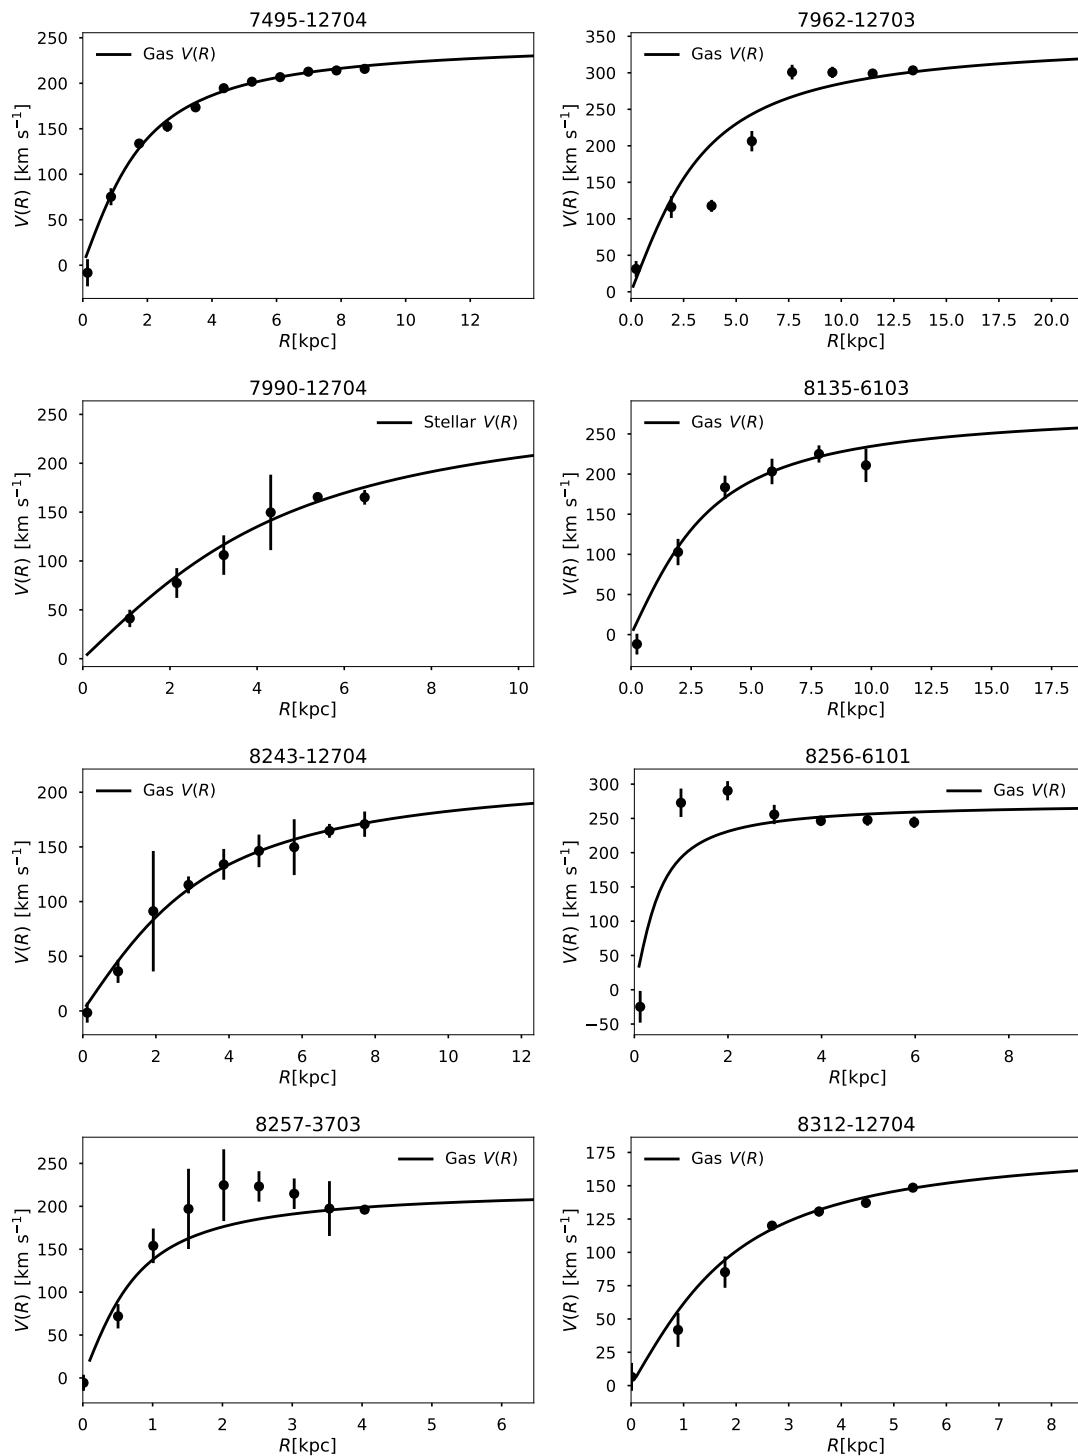 7495-12704
Gas V(R)
V(R) [km s⁻¹]
250
200
150
100
50
0
0 2 4 6 8 10 12
R[kpc]
7962-12703
Gas V(R)
V(R) [km s⁻¹]
350
300
250
200
150
100
50
0
0.0 2.5 5.0 7.5 10.0 12.5 15.0 17.5 20.0
R[kpc]
7990-12704
Stellar V(R)
V(R) [km s⁻¹]
250
200
150
100
50
0
0 2 4 6 8 10
R[kpc]
8135-6103
Gas V(R)
V(R) [km s⁻¹]
250
200
150
100
50
0
0.0 2.5 5.0 7.5 10.0 12.5 15.0 17.5
R[kpc]
8243-12704
Gas V(R)
V(R) [km s⁻¹]
200
150
100
50
0
0 2 4 6 8 10 12
R[kpc]
8256-6101
Gas V(R)
V(R) [km s⁻¹]
300
250
200
150
100
50
0
−50
0 2 4 6 8
R[kpc]
8257-3703
Gas V(R)
V(R) [km s⁻¹]
250
200
150
100
50
0
0 1 2 3 4 5 6
R[kpc]
8312-12704
Gas V(R)
V(R) [km s⁻¹]
175
150
125
100
75
50
25
0
0 1 2 3 4 5 6 7 8
R[kpc]